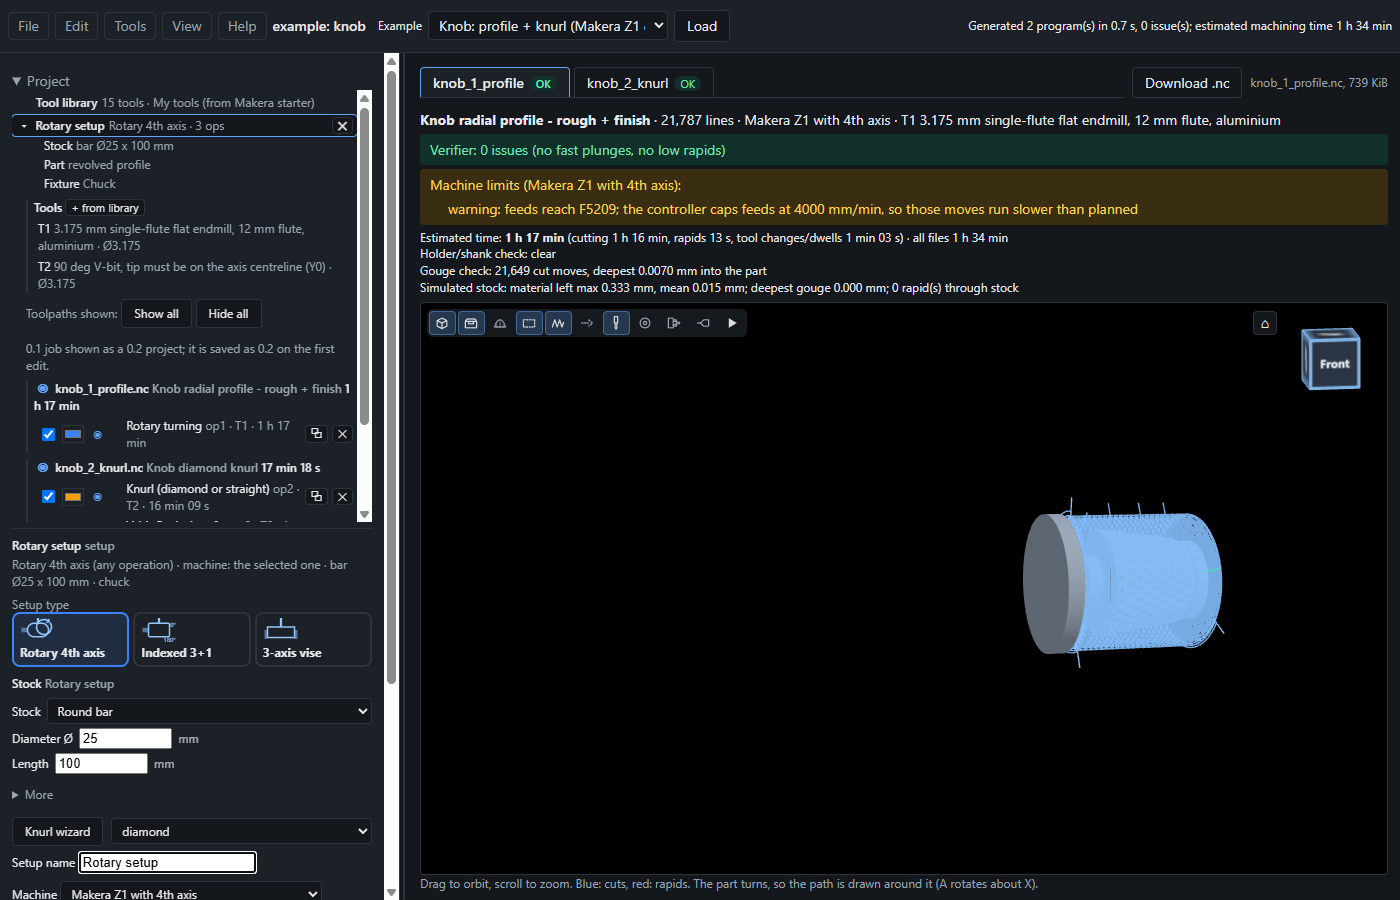 File Edit Tools View Help example: knob Example Knob: profile + knurl (Makera Z1 Load Generated 2 program(s) in 0.7 s, 0 issue(s); estimated machining time 1 h 34 min
Project
Tool library 15 tools · My tools (from Makera starter)
Rotary setup Rotary 4th axis · 3 ops
Stock bar Ø25 x 100 mm
Part revolved profile
Fixture Chuck
Tools + from library
T1 3.175 mm single-flute flat endmill, 12 mm flute,
aluminium · Ø3.175
T2 90 deg V-bit, tip must be on the axis centreline (Y0) ·
Ø3.175
Toolpaths shown: Show all Hide all
0.1 job shown as a 0.2 project; it is saved as 0.2 on the first
edit.
knob_1_profile.nc Knob radial profile - rough + finish 1
h 17 min
Rotary turning op1 · T1 · 1 h 17
min
knob_2_knurl.nc Knob diamond knurl 17 min 18 s
Knurl (diamond or straight) op2 ·
T2 · 16 min 09 s
Rotary setup setup
Rotary 4th axis (any operation) · machine: the selected one · bar
Ø25 x 100 mm · chuck
Setup type
Rotary 4th axis Indexed 3+1 3-axis vise
180°
Stock Rotary setup
Stock Round bar
Diameter Ø 25 mm
Length 100 mm
More
Knurl wizard diamond
Setup name Rotary setup
Machine Makera Z1 with 4th axis
knob_1_profile OK knob_2_knurl OK Download .nc knob_1_profile.nc, 739 KiB
Knob radial profile - rough + finish · 21,787 lines · Makera Z1 with 4th axis · T1 3.175 mm single-flute flat endmill, 12 mm flute, aluminium
Verifier: 0 issues (no fast plunges, no low rapids)
Machine limits (Makera Z1 with 4th axis):
warning: feeds reach F5209; the controller caps feeds at 4000 mm/min, so those moves run slower than planned
Estimated time: 1 h 17 min (cutting 1 h 16 min, rapids 13 s, tool changes/dwells 1 min 03 s) · all files 1 h 34 min
Holder/shank check: clear
Gouge check: 21,649 cut moves, deepest 0.0070 mm into the part
Simulated stock: material left max 0.333 mm, mean 0.015 mm; deepest gouge 0.000 mm; 0 rapid(s) through stock
Front
Drag to orbit, scroll to zoom. Blue: cuts, red: rapids. The part turns, so the path is drawn around it (A rotates about X).